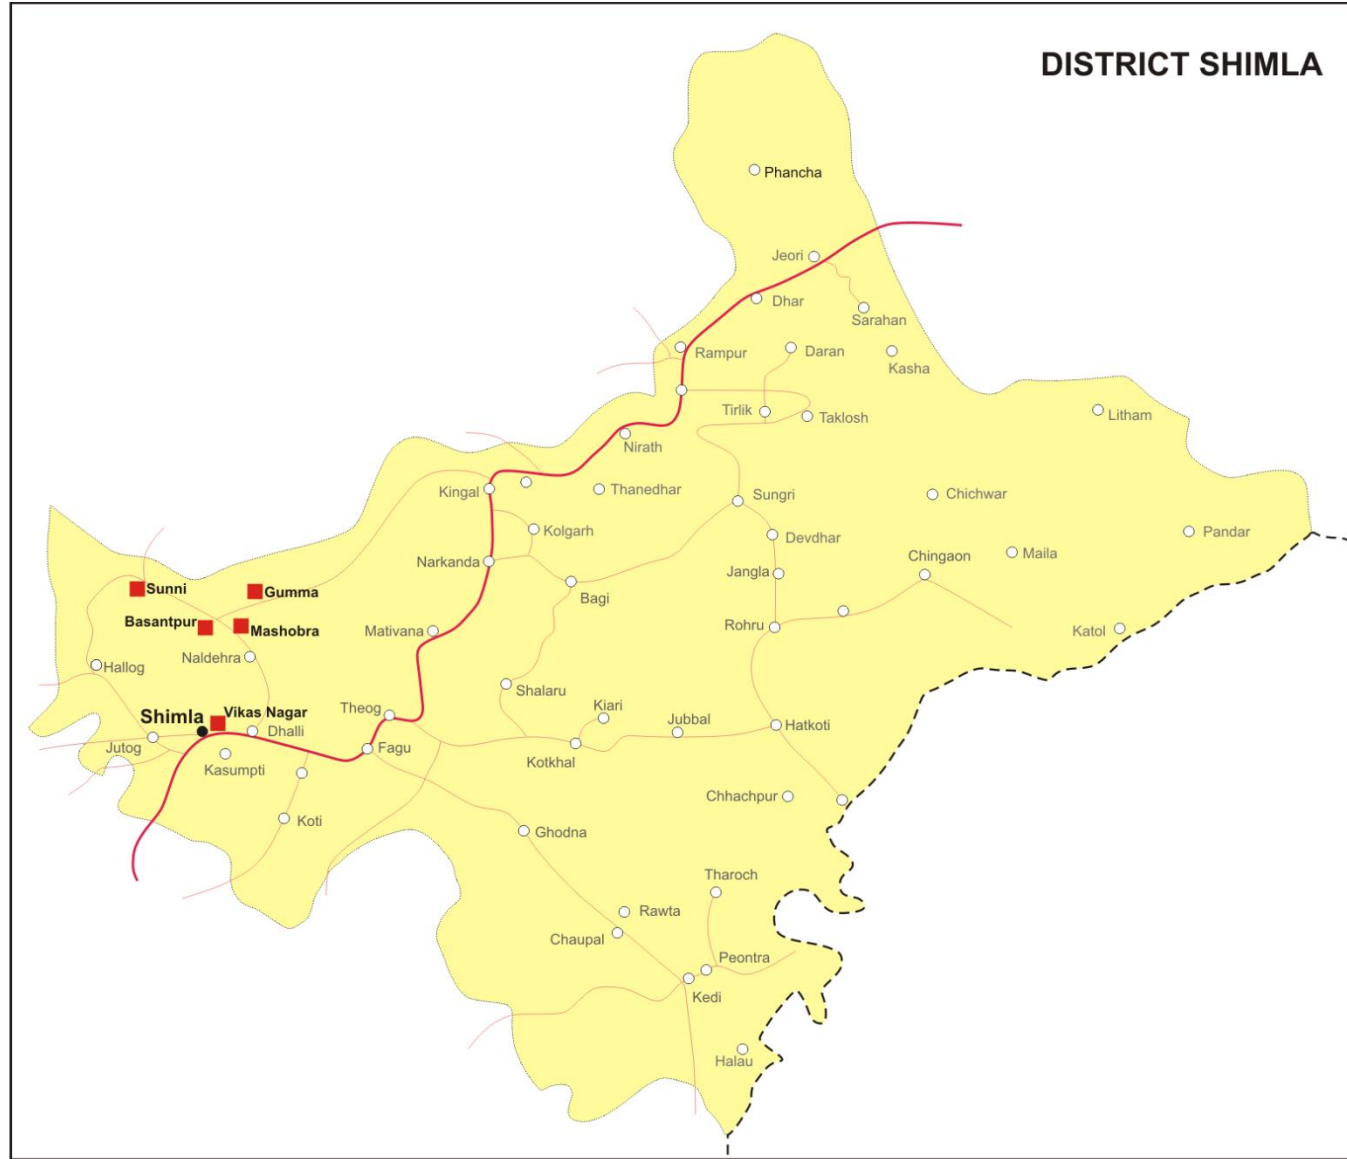 DISTRICT SHIMLA
Phancha
Jeori
Dhar
Sarahan
Rampur
Daran
Kasha
Tirlik
Taklosh
Litham
Nirath
Kingal
Thanedhar
Sungri
Chichwar
Kolgarh
Devdhar
Pandar
Narkanda
Chingaon
Maila
Jangla
Sunni
Gumma
Bagi
Basantpur
Mashobra
Mativana
Rohru
Katol
Naldehra
Hallog
Shalaru
Theog
Kiari
Shimla
Vikas Nagar
Jubbal
Hatkoti
Dhalli
Jutog
Fagu
Kasumpti
Kotkhal
Chhachpur
Koti
Ghodna
Tharoch
Rawta
Chaupal
Peontra
Kedi
Halau